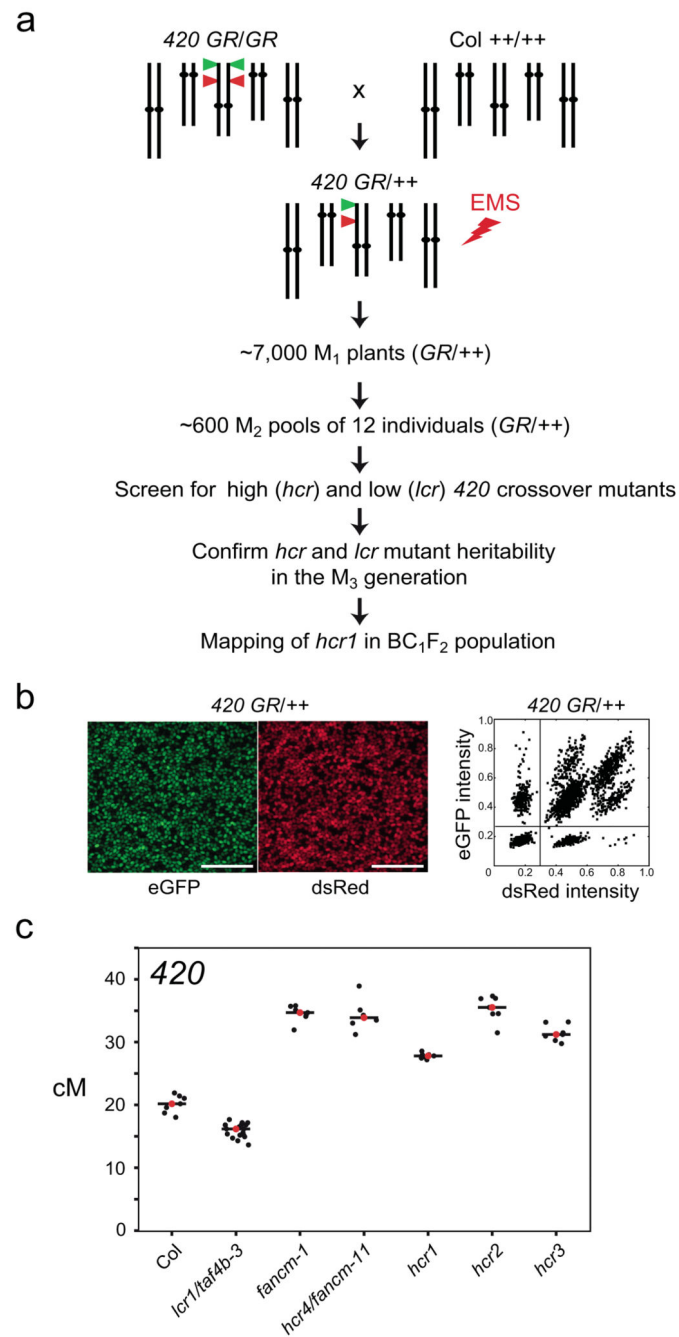 a
420 GR/GR
Col ++/++
x
420 GR/++
EMS
~7,000 M1 plants (GR/++)
~600 M2 pools of 12 individuals (GR/++)
Screen for high (hcr) and low (lcr) 420 crossover mutants
Confirm hcr and lcr mutant heritability
in the M3 generation
Mapping of hcr1 in BC1F2 population
b
420 GR/++
eGFP
dsRed
420 GR/++
eGFP intensity
1.0
0.8
0.6
0.4
0.2
0
0.2
0.4
0.6
0.8
1.0
dsRed intensity
c
420
cM
40
30
20
10
0
Col
lcr1/taf4b-3
fancm-1
hcr4/fancm-11
hcr1
hcr2
hcr3